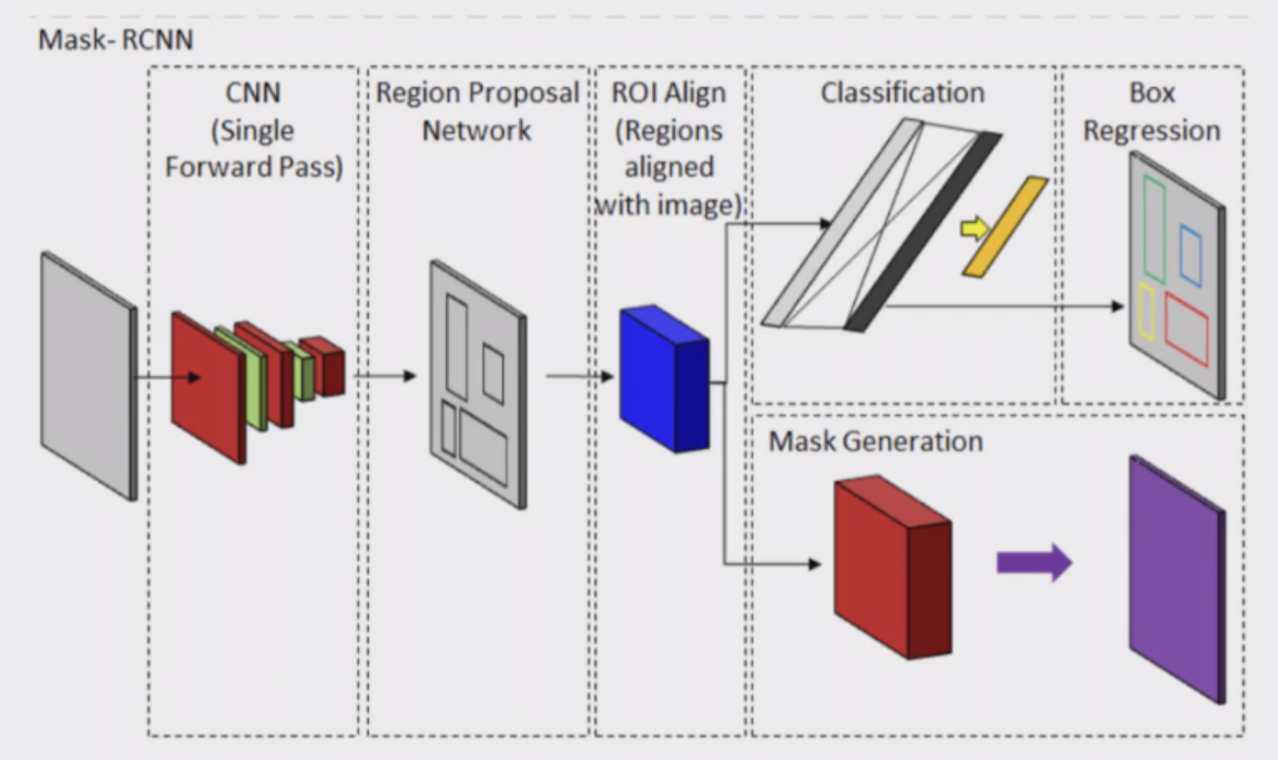 Mask- RCNN
CNN
(Single
Forward Pass)
Region Proposal
Network
ROI Align
(Regions
aligned
with image)
Classification
Box
Regression
Mask Generation